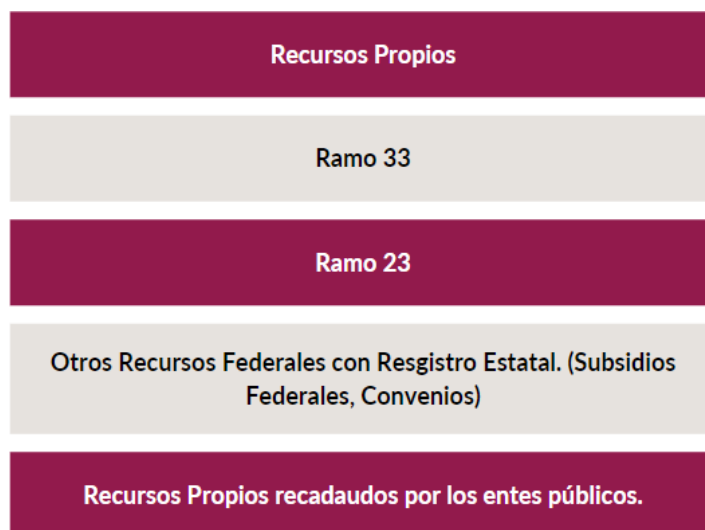 Recursos Propios
Ramo 33
Ramo 23
Otros Recursos Federales con Resgistro Estatal. (Subsidios
Federales, Convenios)
Recursos Propios recadaudos por los entes públicos.